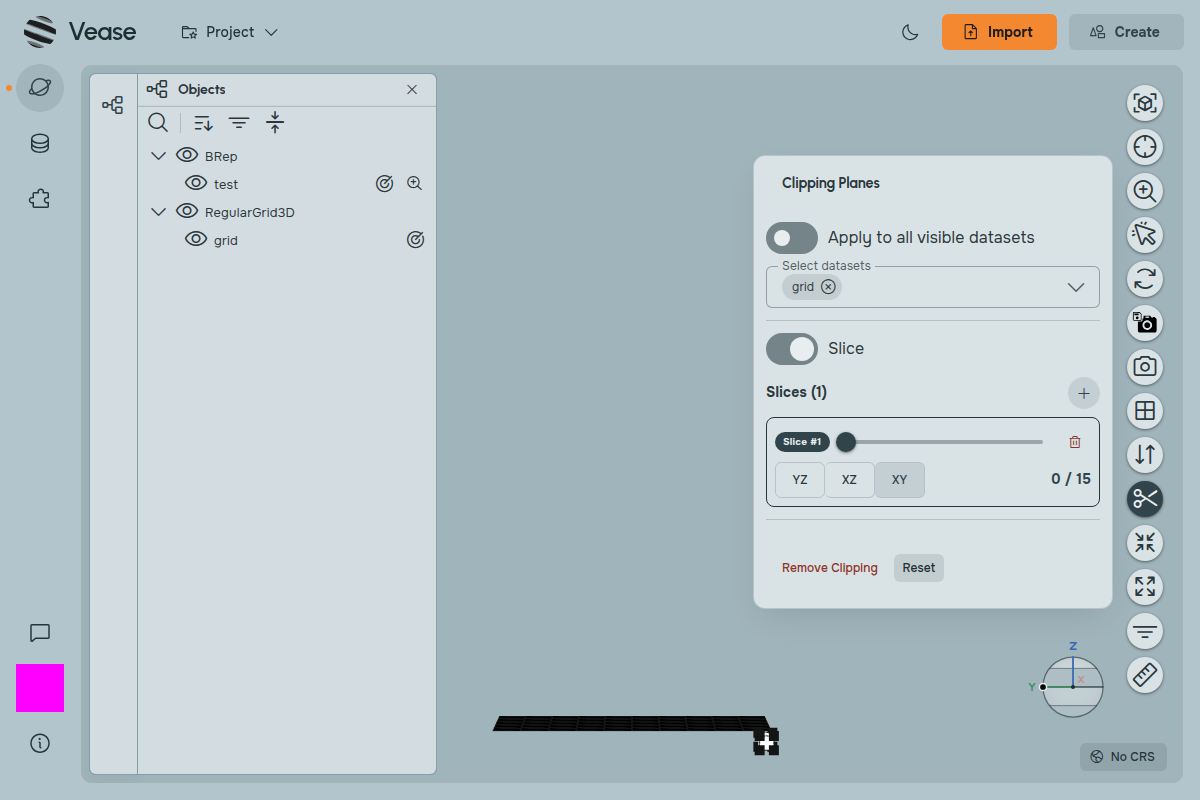 Vease
Project
Import
Create
Objects
BRep
test
RegularGrid3D
grid
Clipping Planes
Apply to all visible datasets
Select datasets
grid
Slice
Slices (1)
Slice #1
YZ
XZ
XY
0 / 15
Remove Clipping
Reset
Z
Y
X
No CRS